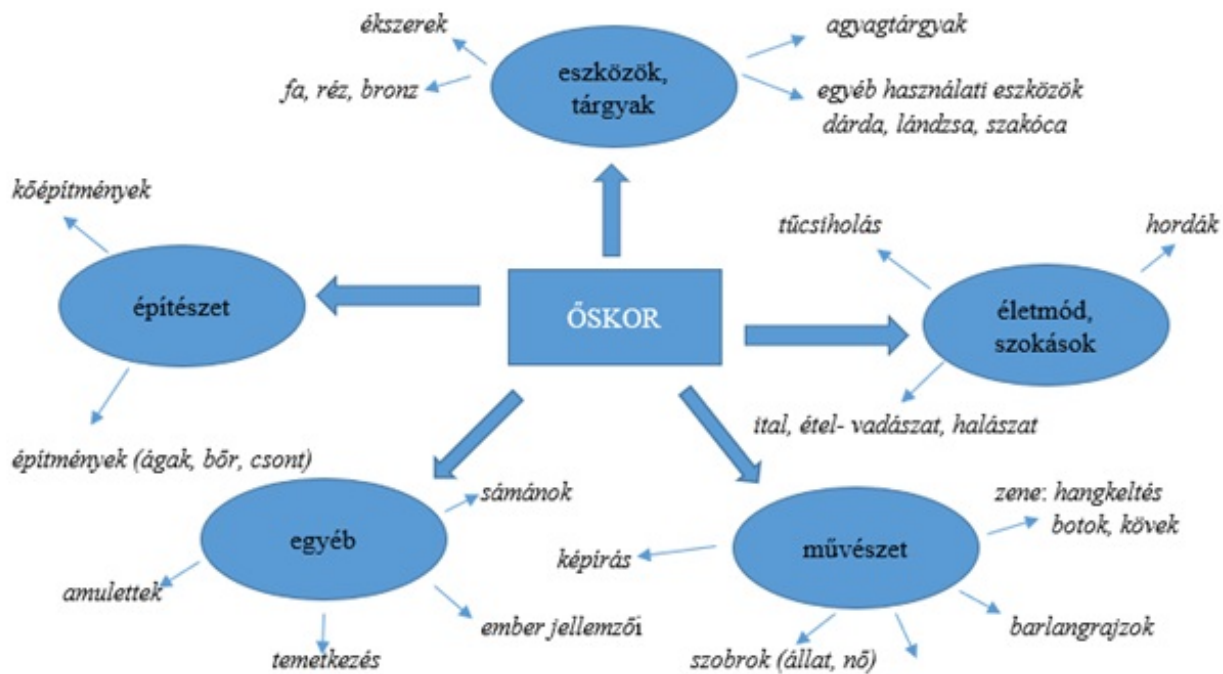 ékszerek
agyagtárgyak
eszközök,
tárgyak
fa, réz, bronz
egyéb használati eszközök
dárda, lándzsa, szakóca
kőépítmények
tűcsiholás
hordák
építészet
ŐSKOR
életmód,
szokások
ital, étel- vadászat, halászat
építmények (ágak, bőr, csont)
sámánok
zene: hangkeltés
botok, kövek
egyéb
művészet
képírás
amulettek
ember jellemzői
barlangrajzok
temetkezés
szobrok (állat, nő)